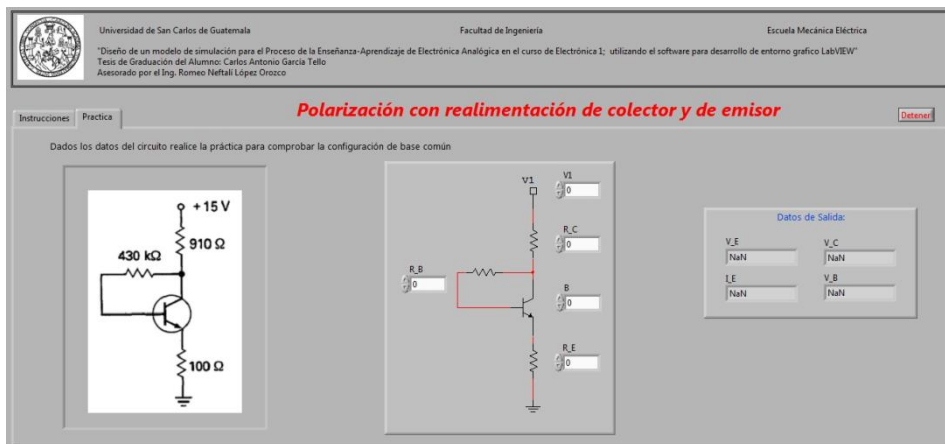 Universidad de San Carlos de Guatemala
Facultad de Ingeniería
Escuela Mecánica Eléctrica
"Diseño de un modelo de simulación para el Proceso de la Enseñanza-Aprendizaje de Electrónica Analógica en el curso de Electrónica 1; utilizando el software para desarrollo de entorno grafico LabVIEW"
Tesis de Graduación del Alumno: Carlos Antonio García Tello
Asesorado por el Ing. Romeo Neftalí López Orozco
Instrucciones
Practica
Polarización con realimentación de colector y de emisor
Detener
Dados los datos del circuito realice la práctica para comprobar la configuración de base común
+ 15 V
910 Ω
430 kΩ
100 Ω
V1
V1
0
R_C
0
R_B
0
B
0
R_E
0
Datos de Salida:
V_E
V_C
NaN
NaN
I_E
V_B
NaN
NaN